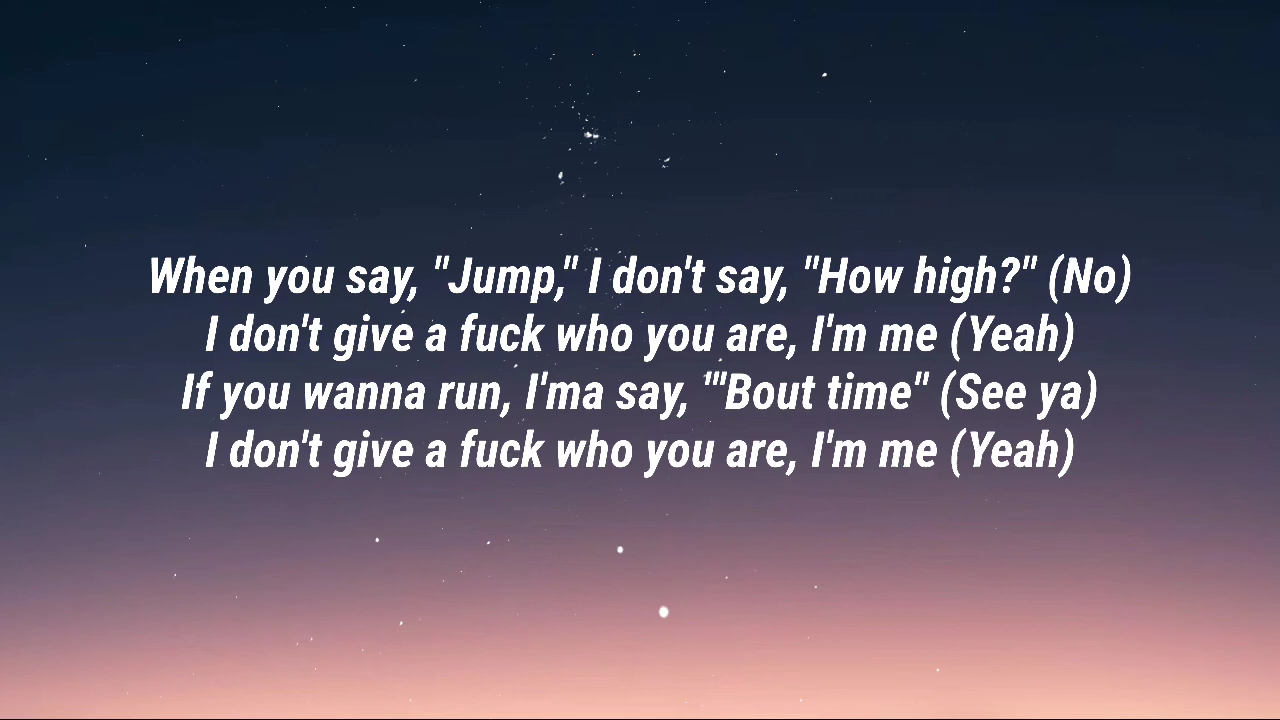 When you say, "Jump," I don't say, "How high?" (No)
I don't give a fuck who you are, I'm me (Yeah)
If you wanna run, I'ma say, "'Bout time" (See ya)
I don't give a fuck who you are, I'm me (Yeah)